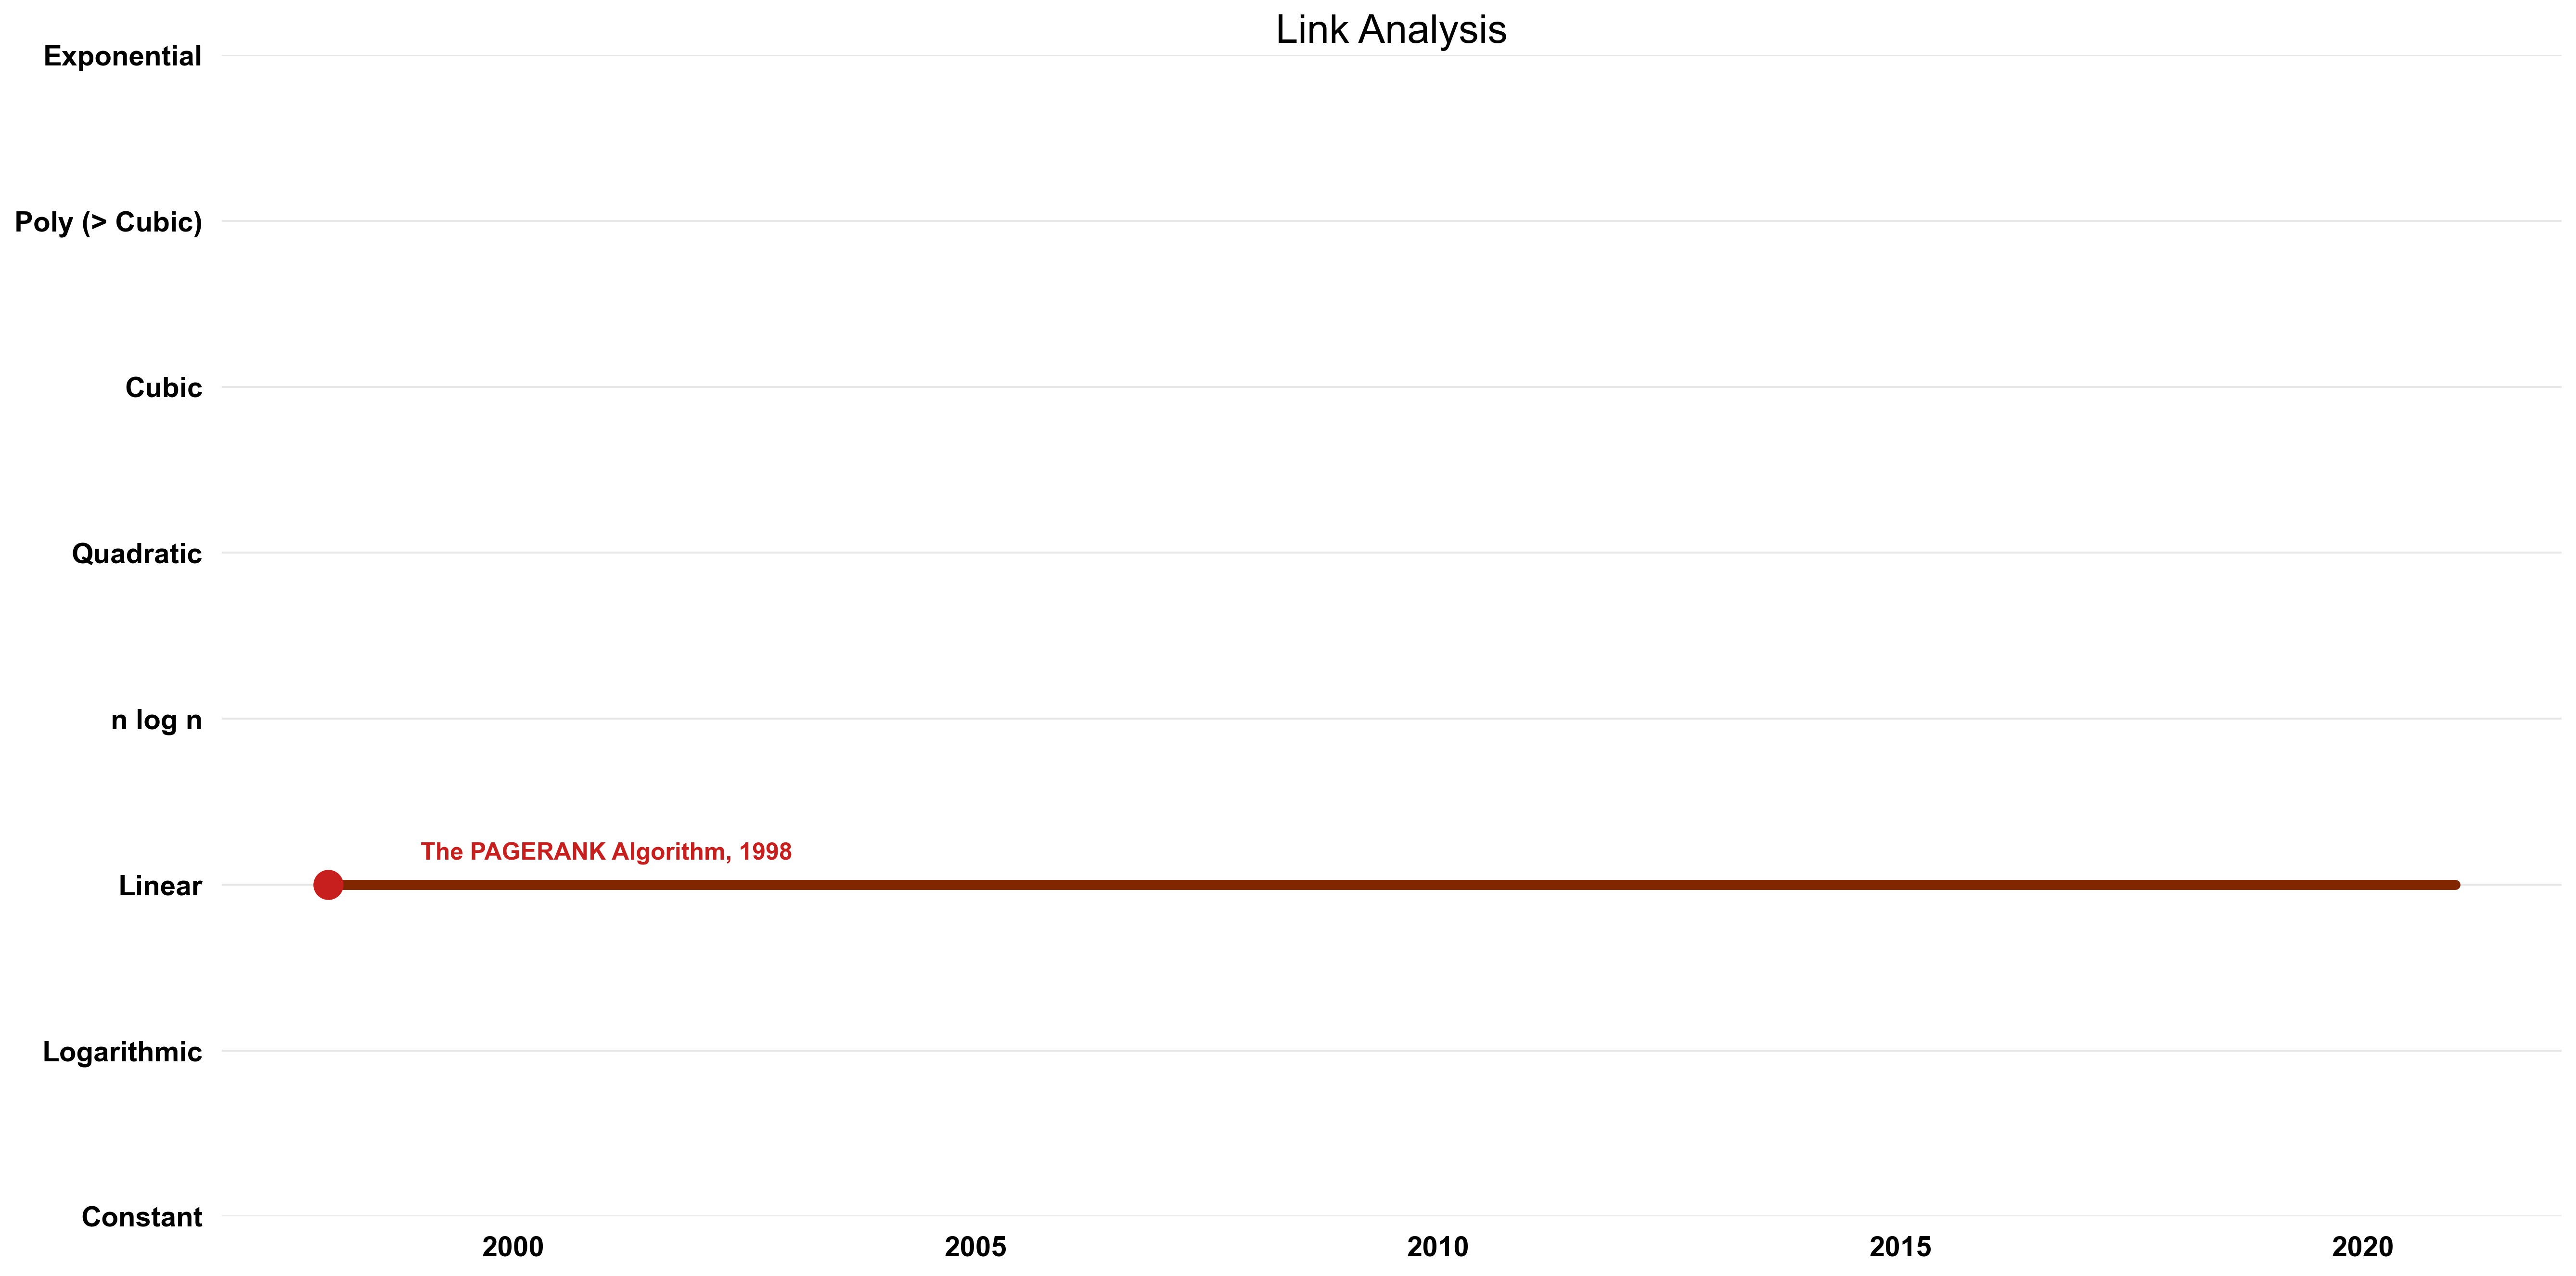 Link Analysis
Exponential
Poly (> Cubic)
Cubic
Quadratic
n log n
The PAGERANK Algorithm, 1998
Linear
Logarithmic
Constant
2000 2005 2010 2015 2020